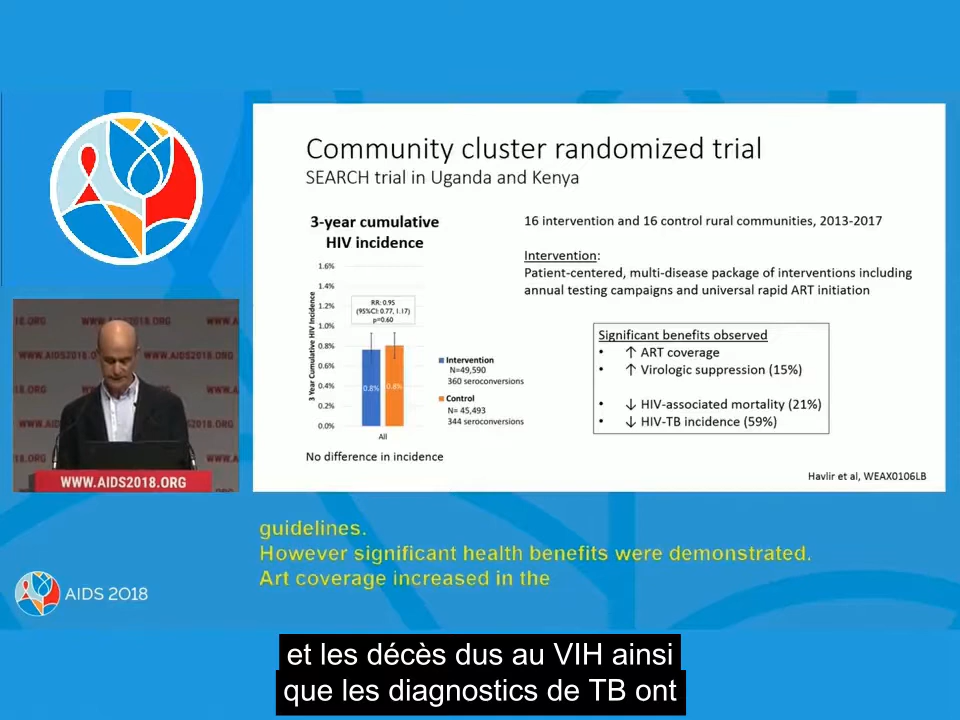 Community cluster randomized trial
SEARCH trial in Uganda and Kenya
3-year cumulative
HIV incidence
1.6%
1.4%
1.2%
1.0%
0.8%
0.6%
0.4%
0.2%
0.0%
3 Year Cumulative HIV Incidence
RR: 0.95
(95%CI: 0.77, 1.17)
p=0.60
0.8%
0.8%
All
Intervention
N=49,590
360 seroconversions
Control
N= 45,493
344 seroconversions
No difference in incidence
16 intervention and 16 control rural communities, 2013-2017
Intervention:
Patient-centered, multi-disease package of interventions including
annual testing campaigns and universal rapid ART initiation
Significant benefits observed
• ↑ ART coverage
• ↑ Virologic suppression (15%)
• ↓ HIV-associated mortality (21%)
• ↓ HIV-TB incidence (59%)
Havlir et al, WEAX0106LB
WWW.AIDS2018.ORG
guidelines.
However significant health benefits were demonstrated.
Art coverage increased in the
AIDS 2018
et les décès dus au VIH ainsi
que les diagnostics de TB ont